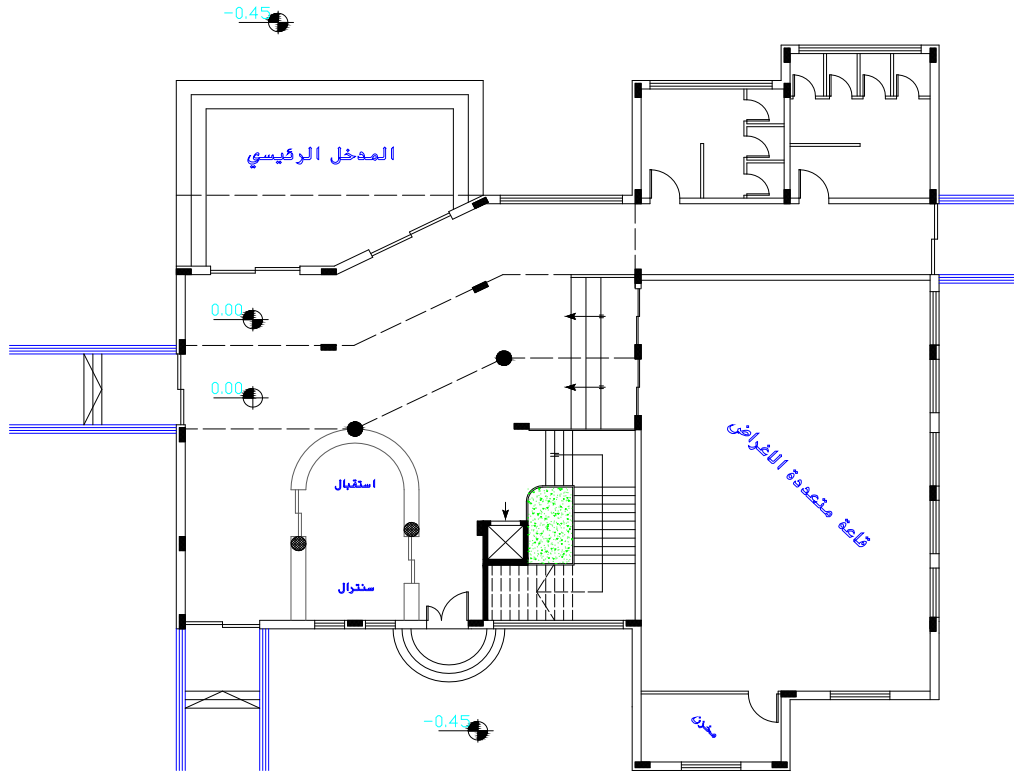 -0.45
المدخل الرئيسي
0.00
0.00
قاعة متعددة الاغراض
استقبال
سنترال
-0.45
مخزن